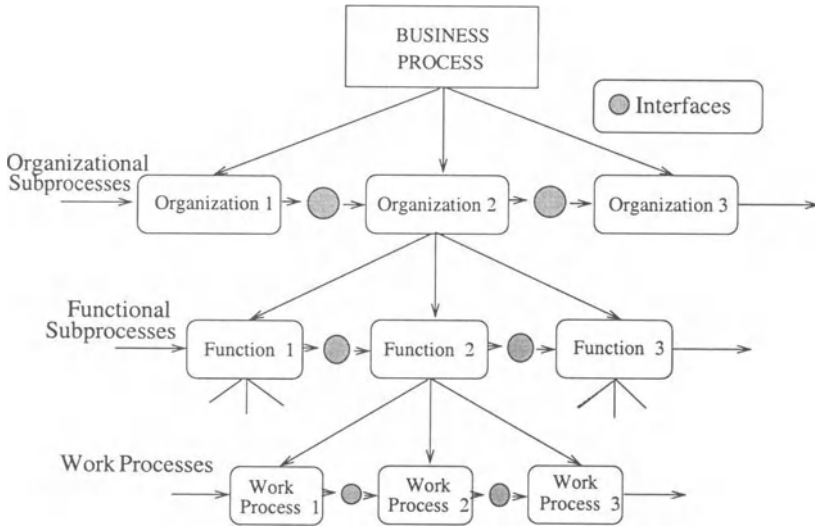 BUSINESS
PROCESS
Interfaces
Organizational
Subprocesses
Organization 1
Organization 2
Organization 3
Functional
Subprocesses
Function 1
Function 2
Function 3
Work Processes
Work
Process 1
Work
Process 2
Work
Process 3